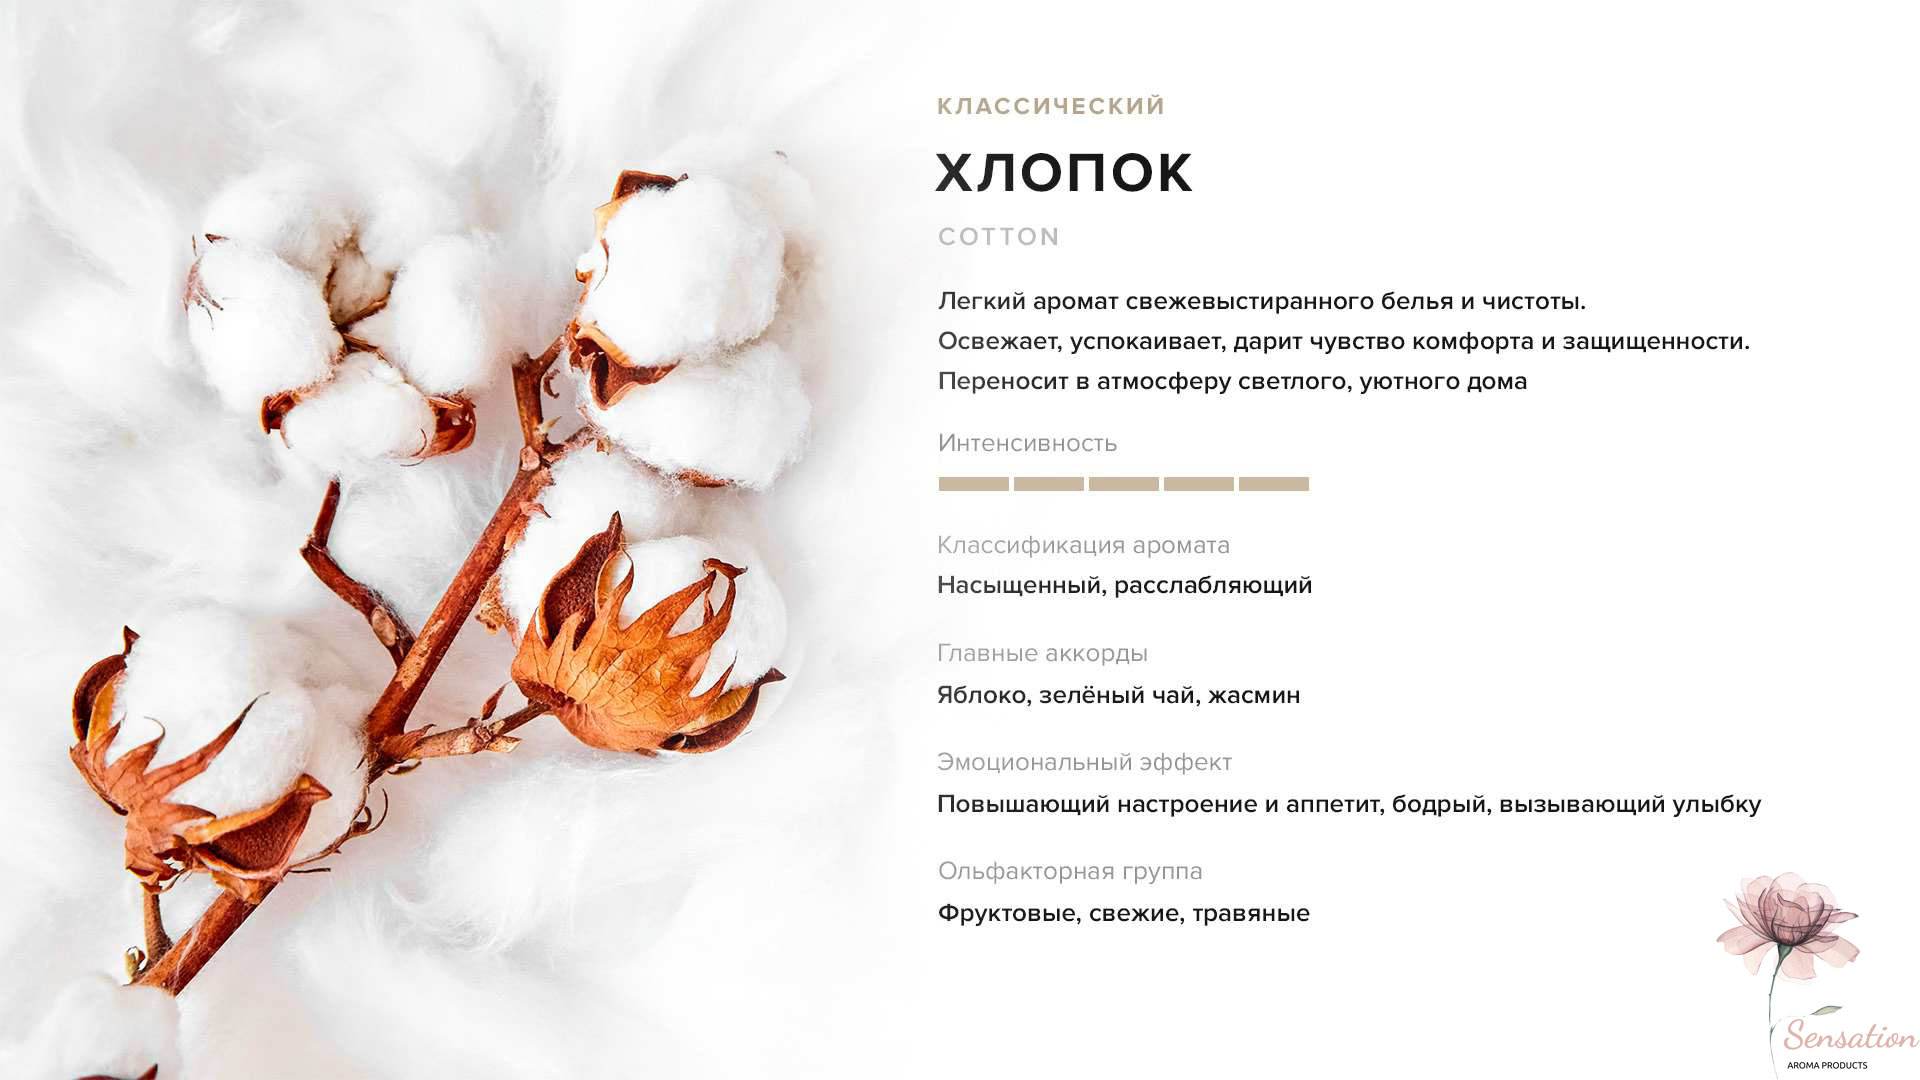 КЛАССИЧЕСКИЙ
ХЛОПОК
COTTON
Легкий аромат свежевыстиранного белья и чистоты.
Освежает, успокаивает, дарит чувство комфорта и защищенности.
Переносит в атмосферу светлого, уютного дома
Интенсивность
Классификация аромата
Насыщенный, расслабляющий
Главные аккорды
Яблоко, зелёный чай, жасмин
Эмоциональный эффект
Повышающий настроение и аппетит, бодрый, вызывающий улыбку
Ольфакторная группа
Фруктовые, свежие, травяные
Sensation
AROMA PRODUCTS